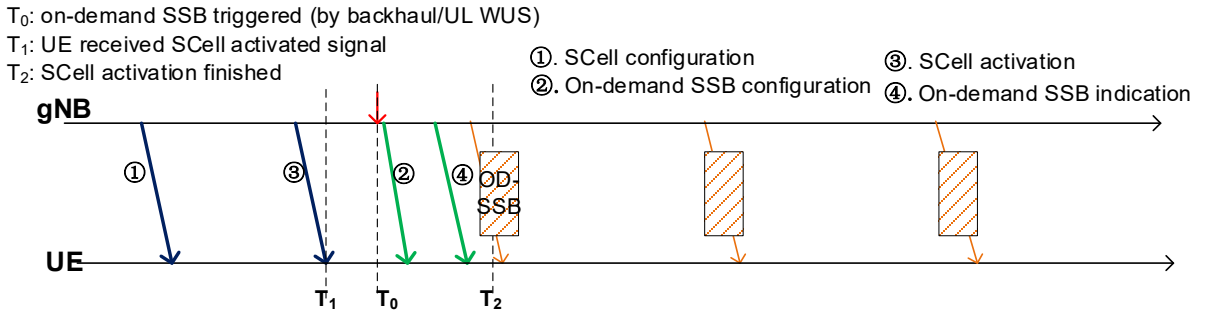 T₀: on-demand SSB triggered (by backhaul/UL WUS)
T₁: UE received SCell activated signal
T₂: SCell activation finished
①. SCell configuration
②. On-demand SSB configuration
③. SCell activation
④. On-demand SSB indication
gNB
① ③ ② ④ OD-
SSB
UE
T₁ T₀ T₂